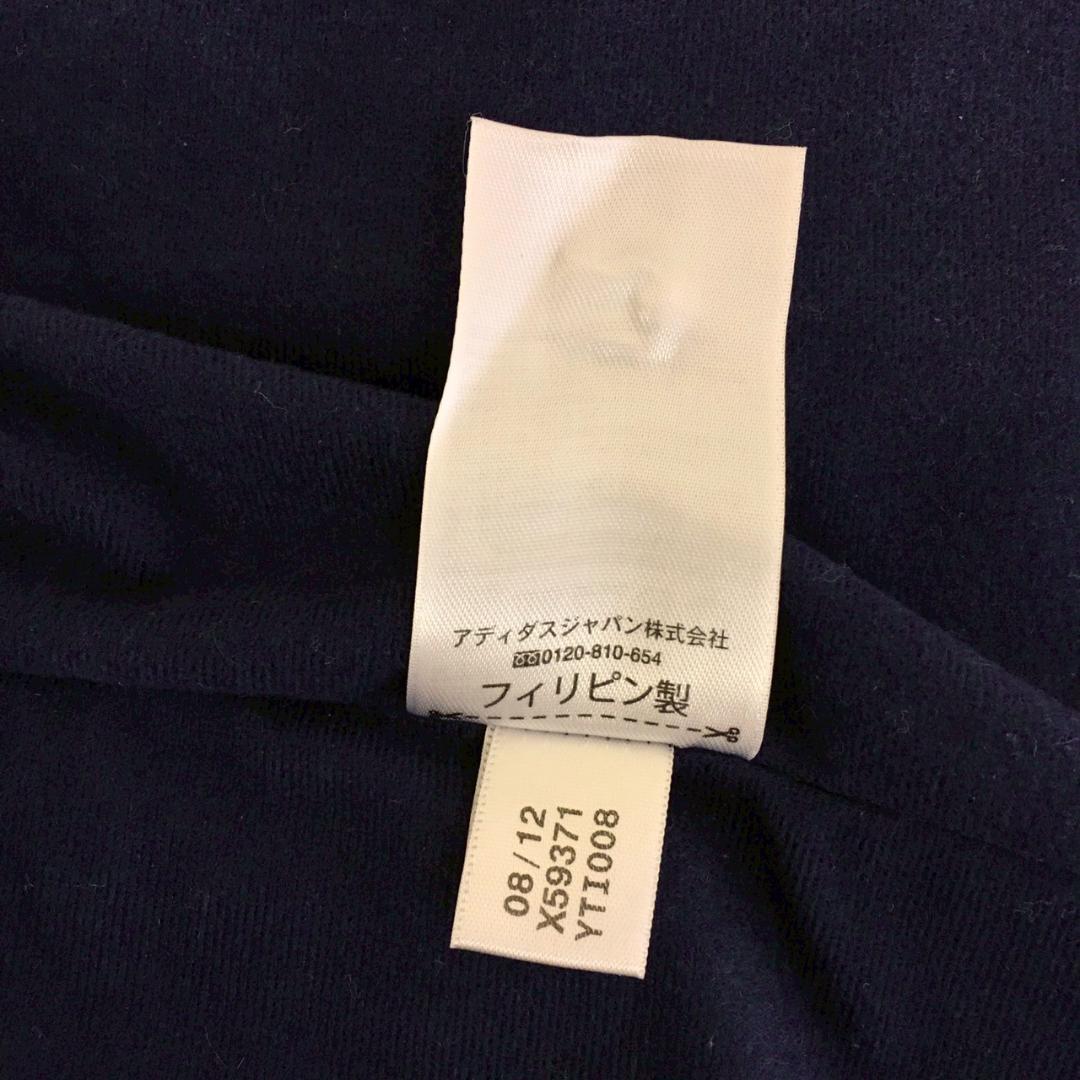 アディダスジャパン株式会社
0120-810-654
フィリピン製
08/12
X59371
YTI008